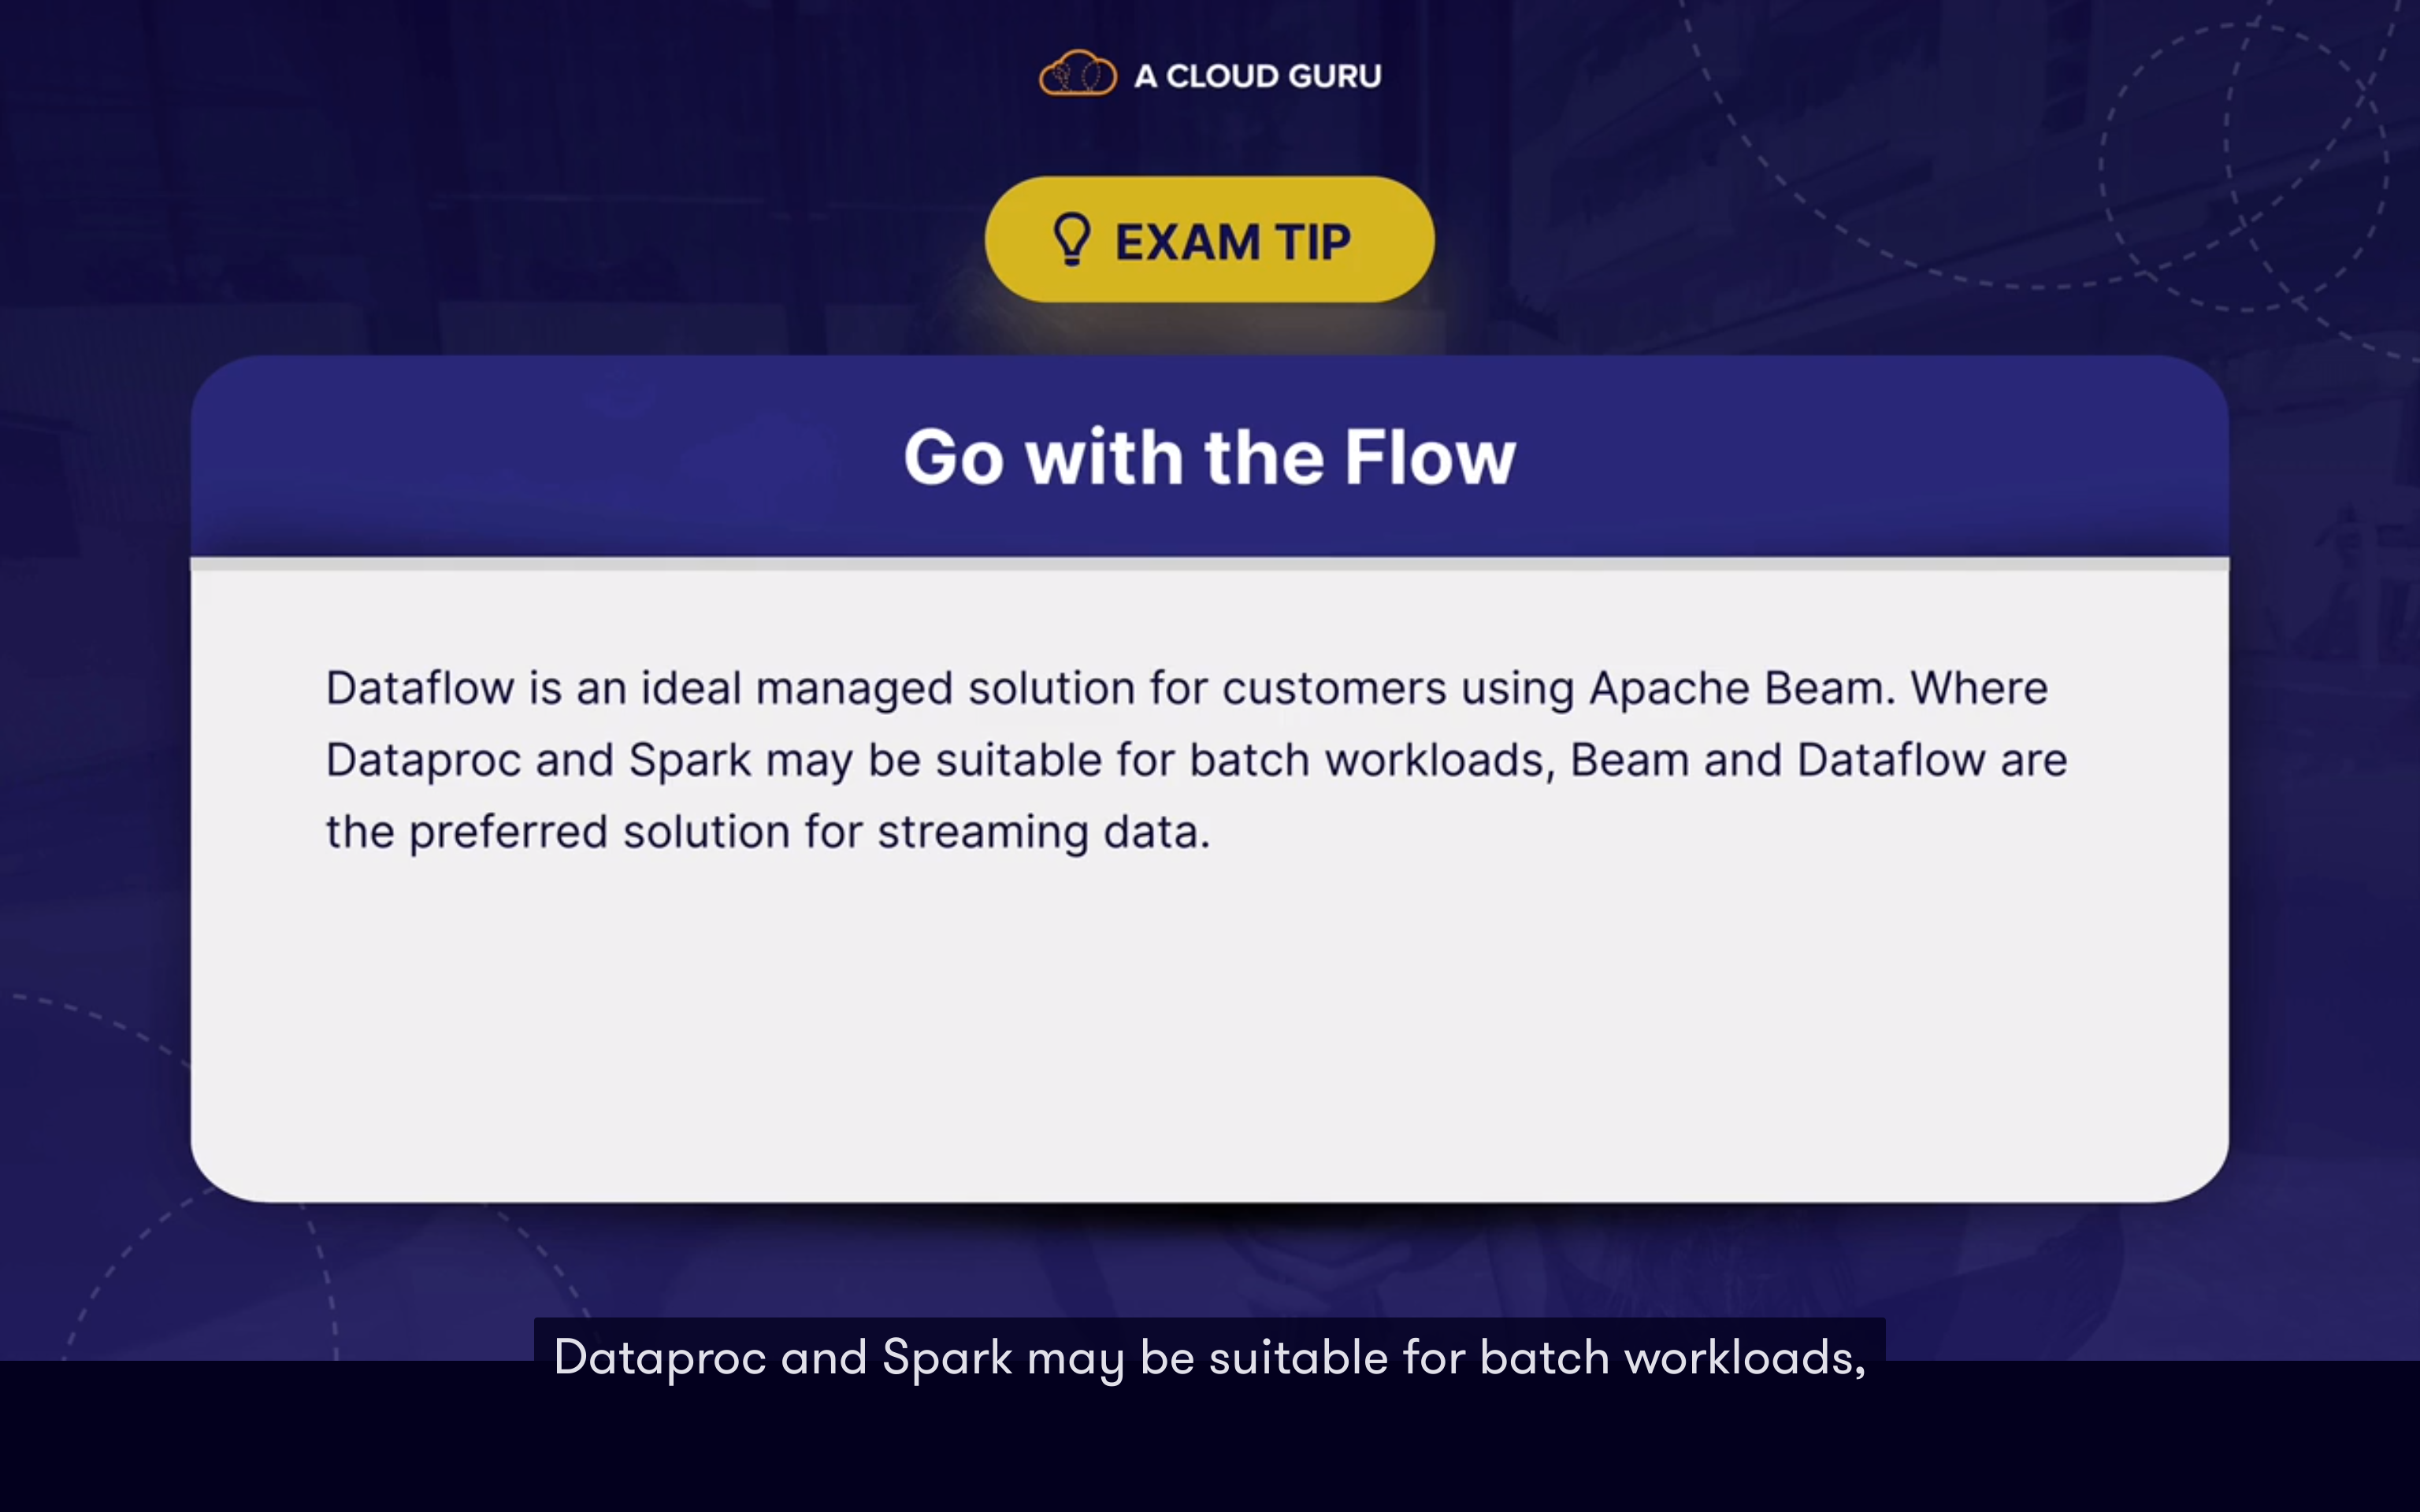 A CLOUD GURU
EXAM TIP
Go with the Flow
Dataflow is an ideal managed solution for customers using Apache Beam. Where
Dataproc and Spark may be suitable for batch workloads, Beam and Dataflow are
the preferred solution for streaming data.
Dataproc and Spark may be suitable for batch workloads,